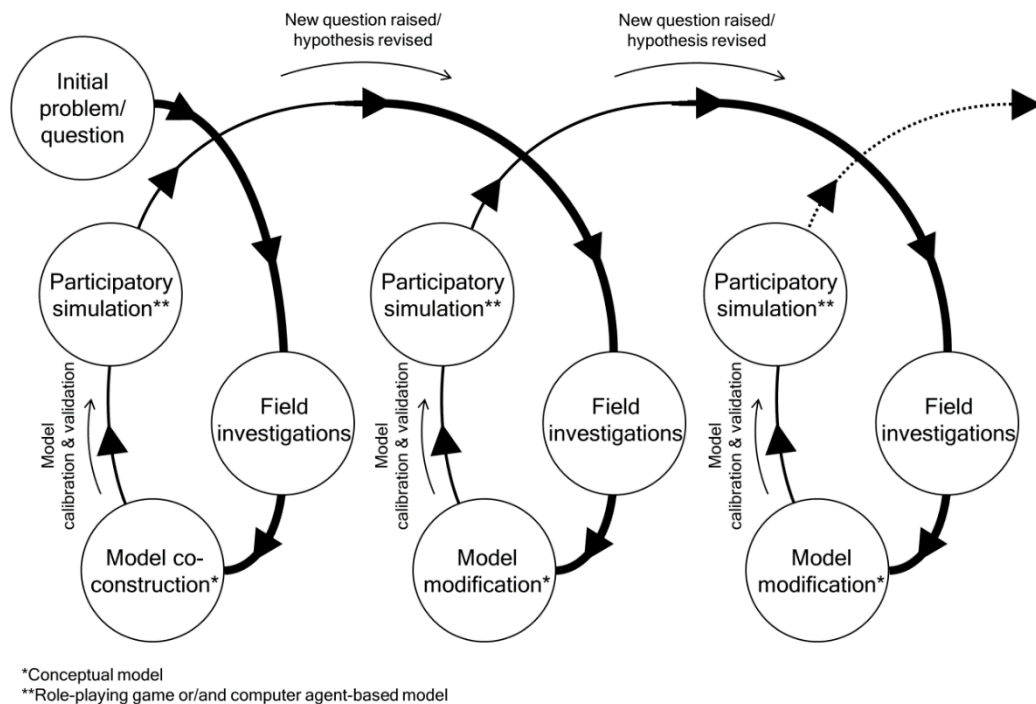 New question raised/
hypothesis revised
New question raised/
hypothesis revised
Initial
problem/
question
Participatory
simulation**
Participatory
simulation**
Participatory
simulation**
Model
calibration & validation
Field
investigations
Model
calibration & validation
Field
investigations
Model
calibration & validation
Field
investigations
Model co-
construction*
Model
modification*
Model
modification*
*Conceptual model
**Role-playing game or/and computer agent-based model